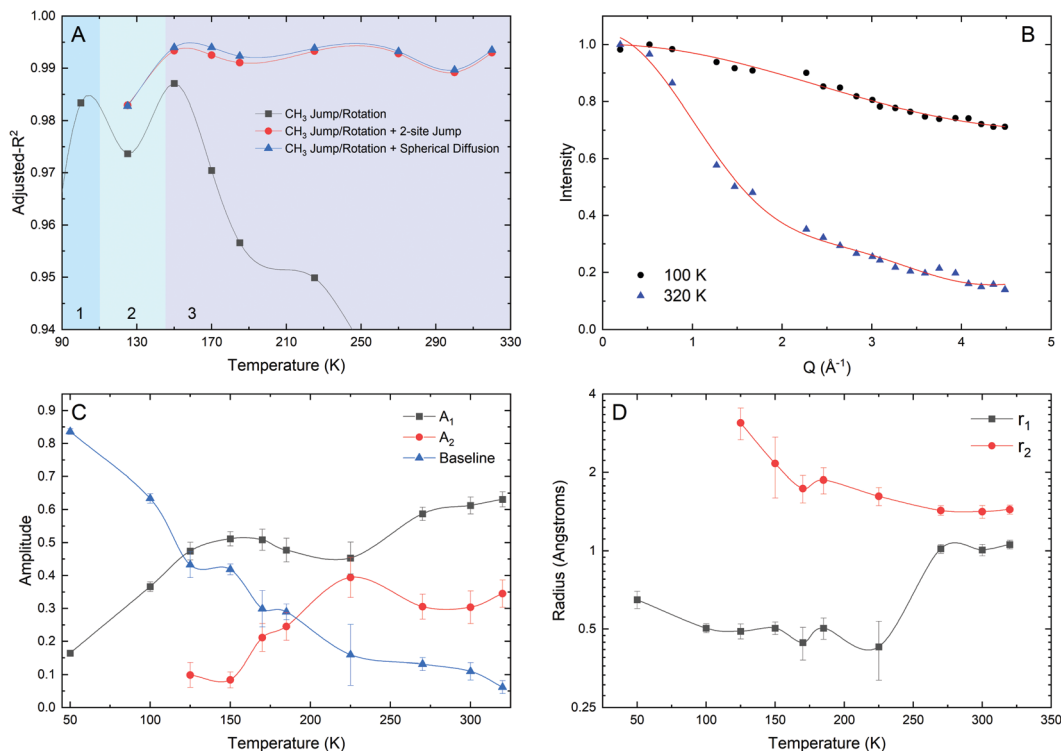 A
Adjusted-R²
1.00
0.99
0.98
0.97
0.96
0.95
0.94
CH₃ Jump/Rotation
CH₃ Jump/Rotation + 2-site Jump
CH₃ Jump/Rotation + Spherical Diffusion
1 2 3
90 110 130 150 170 190 210 230 250 270 290 310 330
Temperature (K)
B
Intensity
1.0
0.8
0.6
0.4
0.2
0.0
100 K
320 K
0 1 2 3 4 5
Q (Å⁻¹)
C
Amplitude
0.9
0.8
0.7
0.6
0.5
0.4
0.3
0.2
0.1
0.0
A₁
A₂
Baseline
50 100 150 200 250 300
Temperature (K)
D
Radius (Angstroms)
4
2
1
0.5
0.25
r₁
r₂
0 50 100 150 200 250 300 350
Temperature (K)